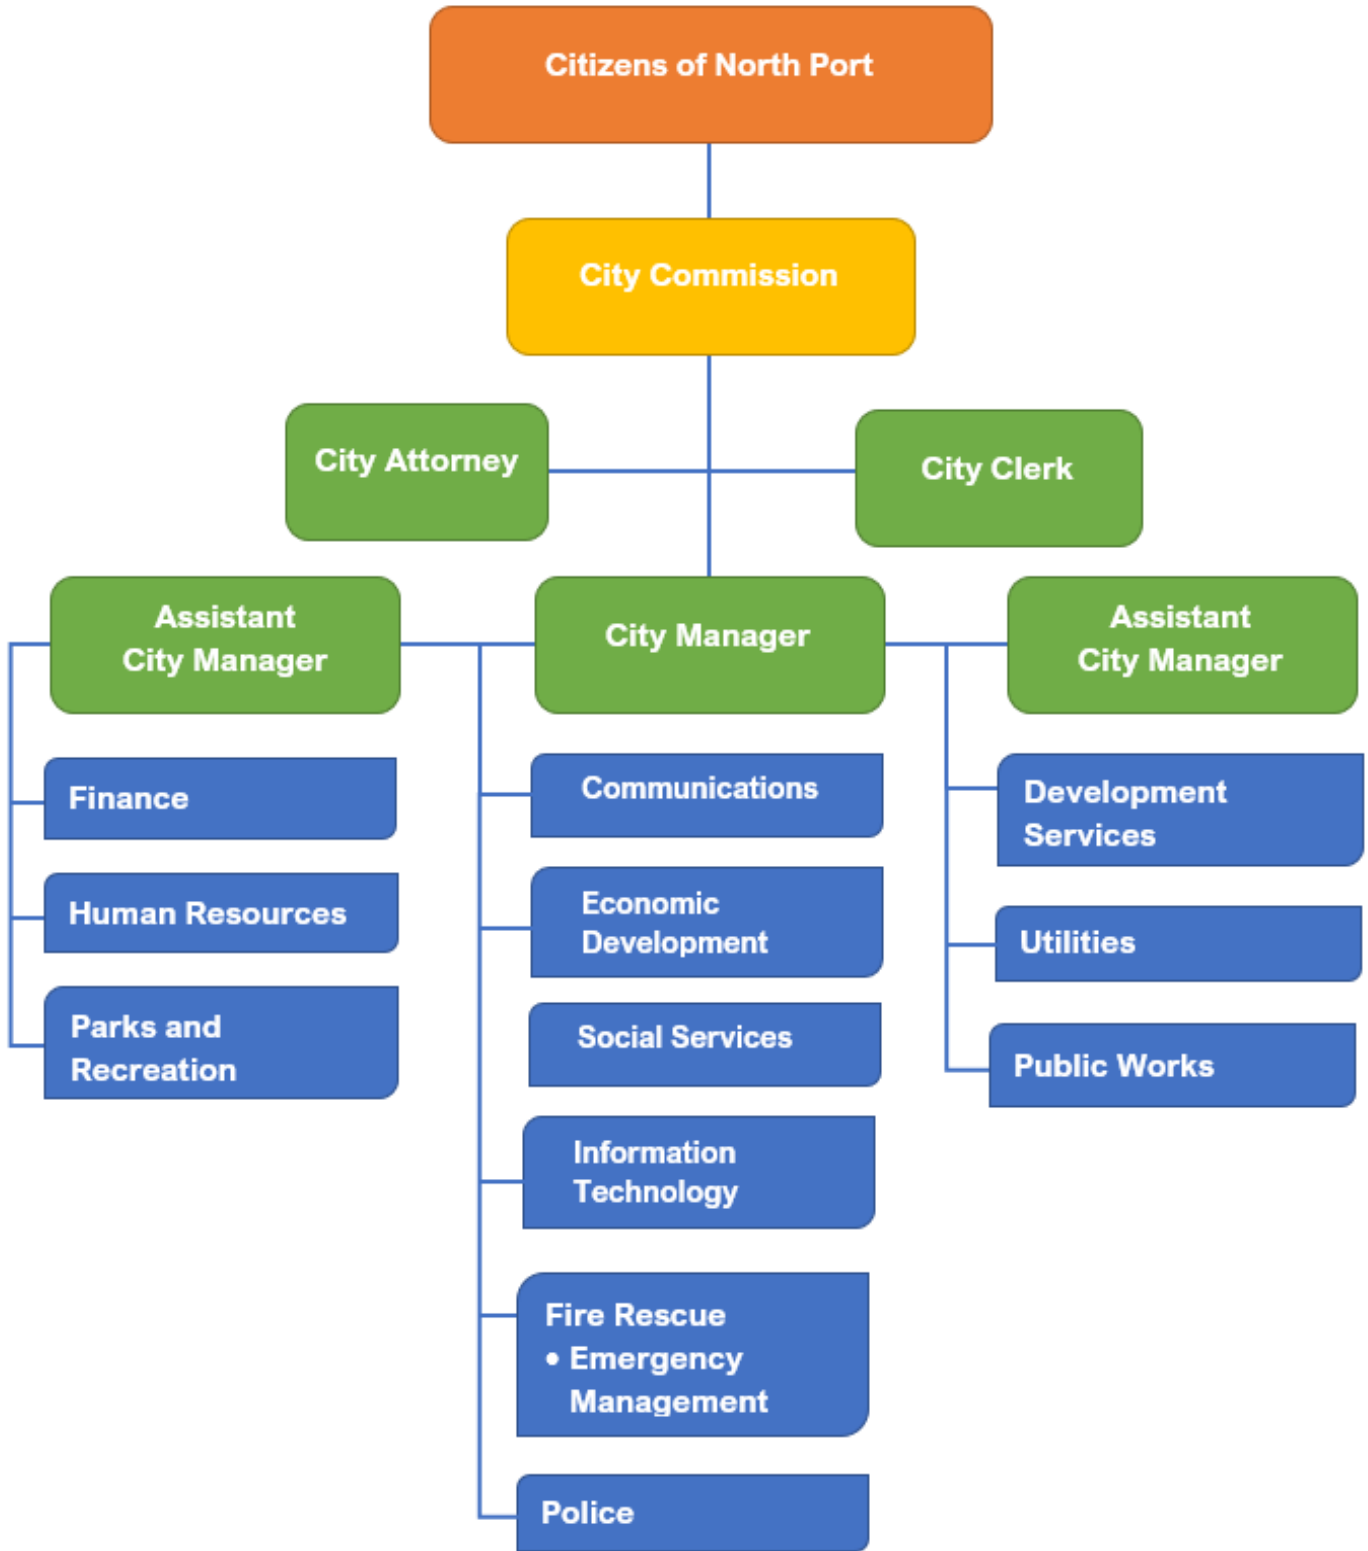 Citizens of North Port
City Commission
City Attorney
City Clerk
Assistant
City Manager
City Manager
Assistant
City Manager
Finance
Human Resources
Parks and
Recreation
Communications
Economic
Development
Social Services
Information
Technology
Fire Rescue
• Emergency
Management
Police
Development
Services
Utilities
Public Works